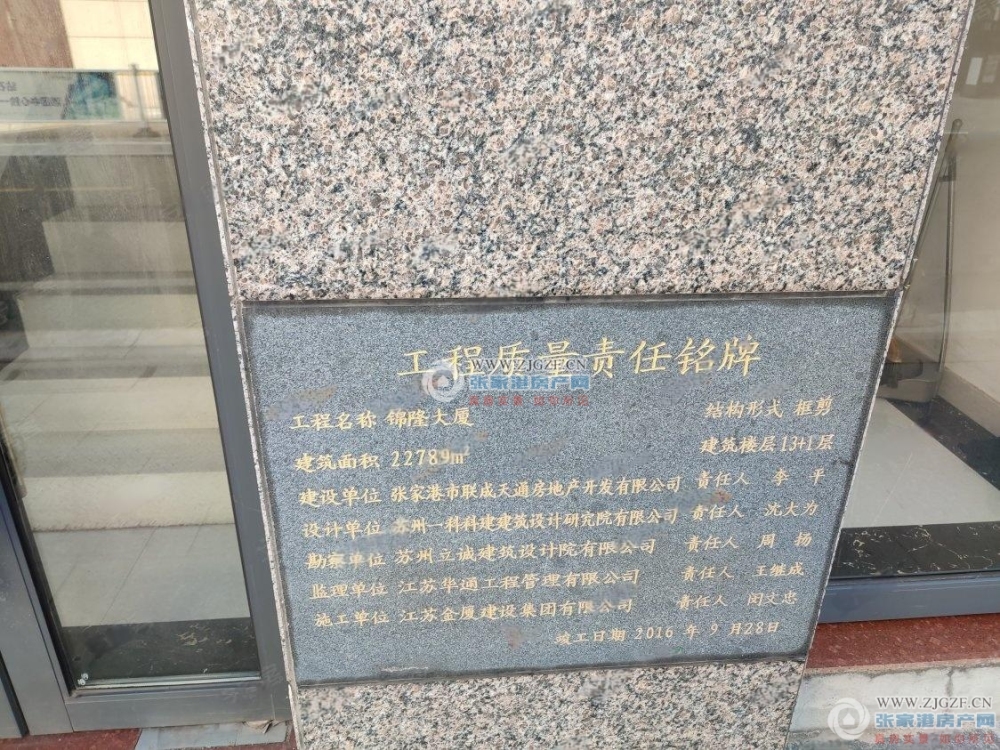 工程质量责任铭牌
WWW.ZJGZF.CN
张家港房产网
工程名称 锦隆大厦 结构形式 框剪
建筑面积 22789m² 建筑楼层13+1层
建设单位 张家港市联成天通房地产开发有限公司 责任人 李平
设计单位 苏州一科科建建筑设计研究院有限公司 责任人 沈大为
勘察单位 苏州立诚建筑设计院有限公司 责任人 周杨
监理单位 江苏华通工程管理有限公司 责任人 王继成
施工单位 江苏金厦建设集团有限公司 责任人 闵文忠
竣工日期 2016 年 9 月28日
WWW.ZJGZF.CN
张家港房产网